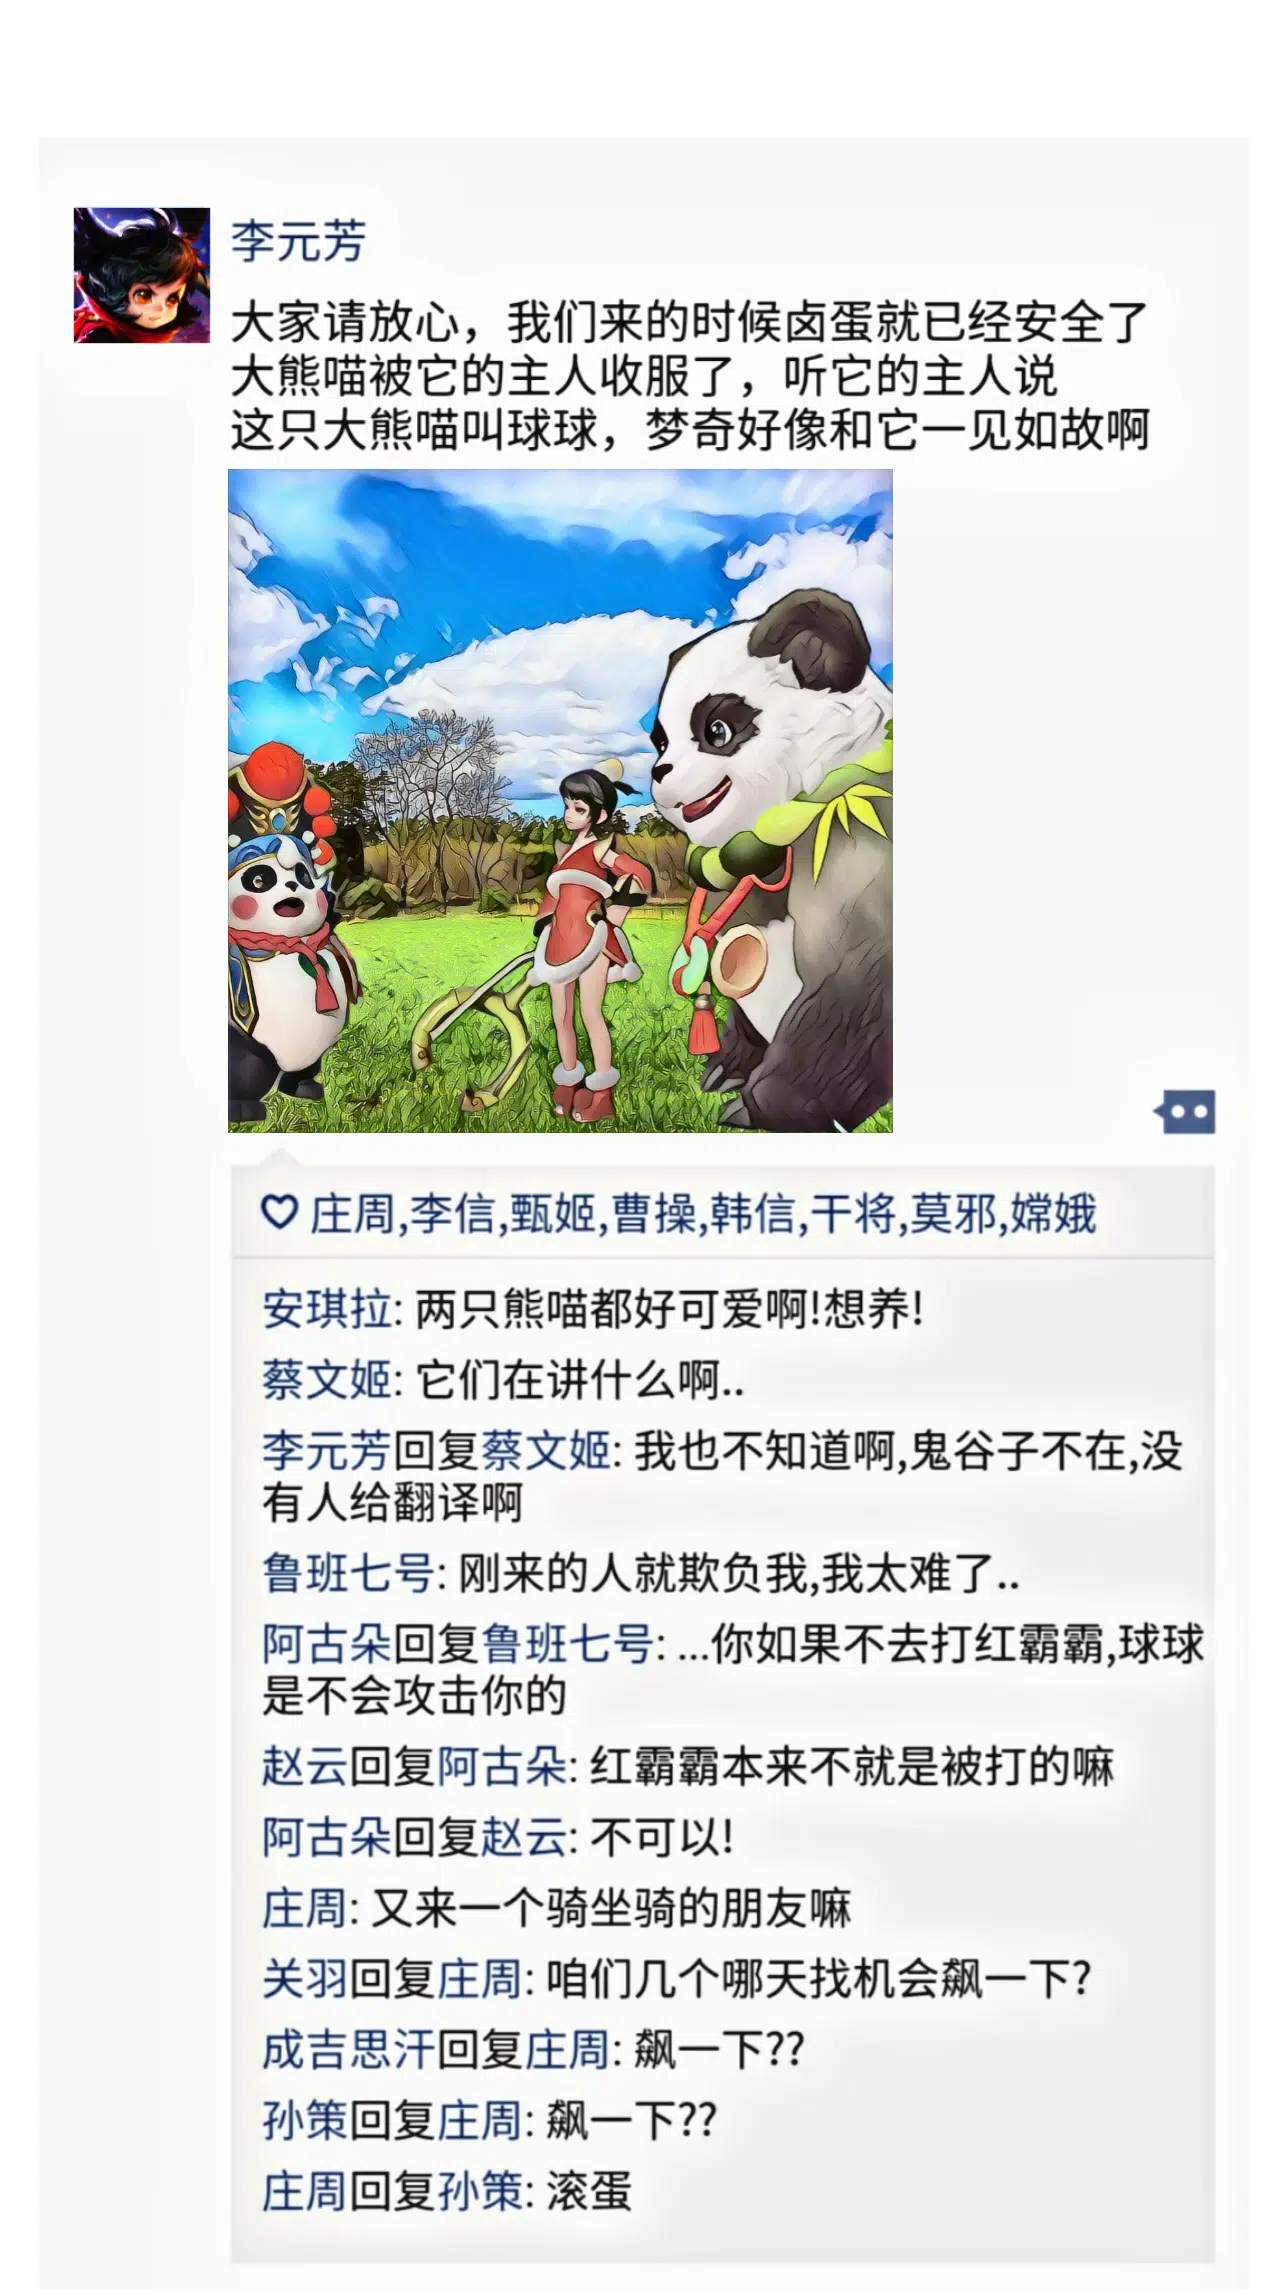 李元芳
大家请放心，我们来的时候卤蛋就已经安全了
大熊喵被它的主人收服了，听它的主人说
这只大熊喵叫球球，梦奇好像和它一见如故啊
庄周,李信,甄姬,曹操,韩信,干将,莫邪,嫦娥
安琪拉: 两只熊喵都好可爱啊!想养!
蔡文姬: 它们在讲什么啊..
李元芳回复蔡文姬: 我也不知道啊,鬼谷子不在,没
有人给翻译啊
鲁班七号: 刚来的人就欺负我,我太难了..
阿古朵回复鲁班七号: ...你如果不去打红霸霸,球球
是不会攻击你的
赵云回复阿古朵: 红霸霸本来不就是被打的嘛
阿古朵回复赵云: 不可以!
庄周: 又来一个骑坐骑的朋友嘛
关羽回复庄周: 咱们几个哪天找机会飙一下?
成吉思汗回复庄周: 飙一下??
孙策回复庄周: 飙一下??
庄周回复孙策: 滚蛋